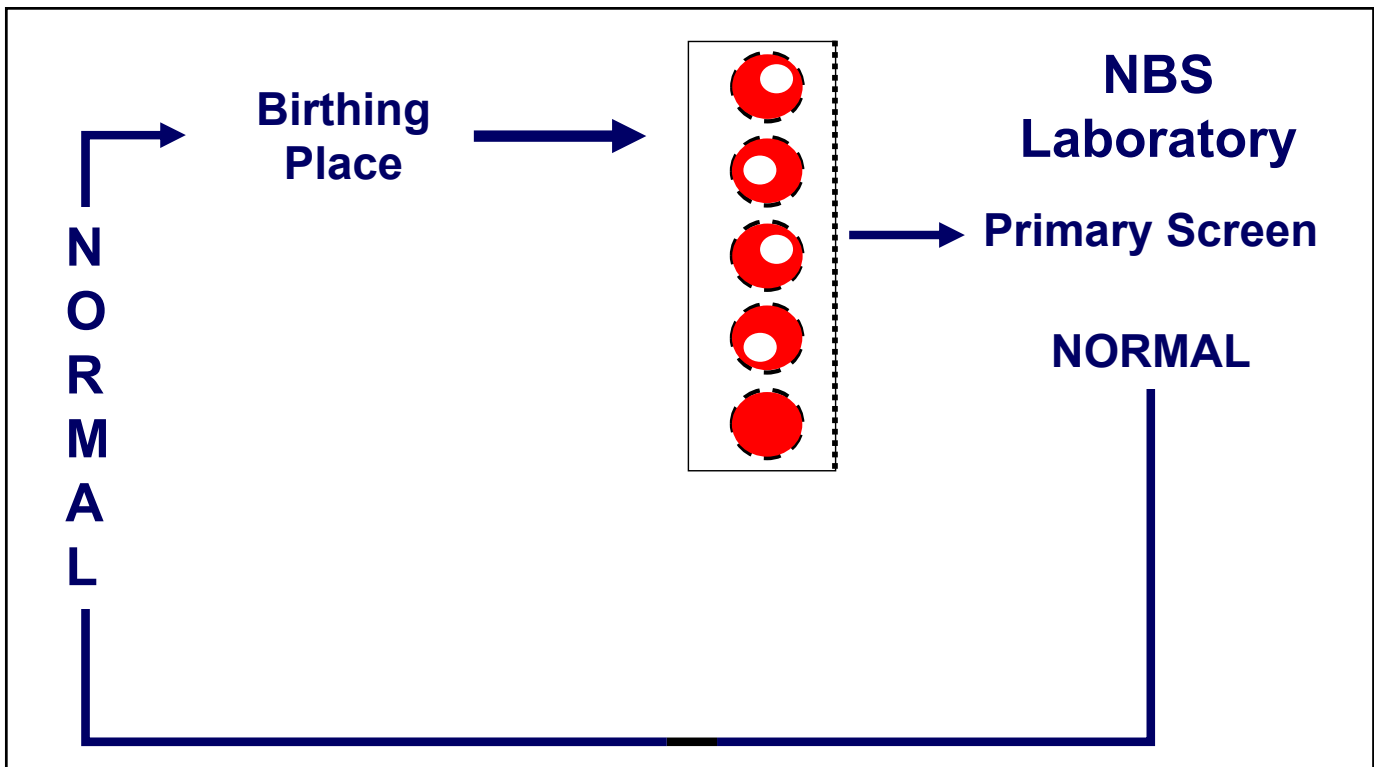 Birthing
Place
NBS
Laboratory
Primary Screen
NORMAL
N
O
R
M
A
L